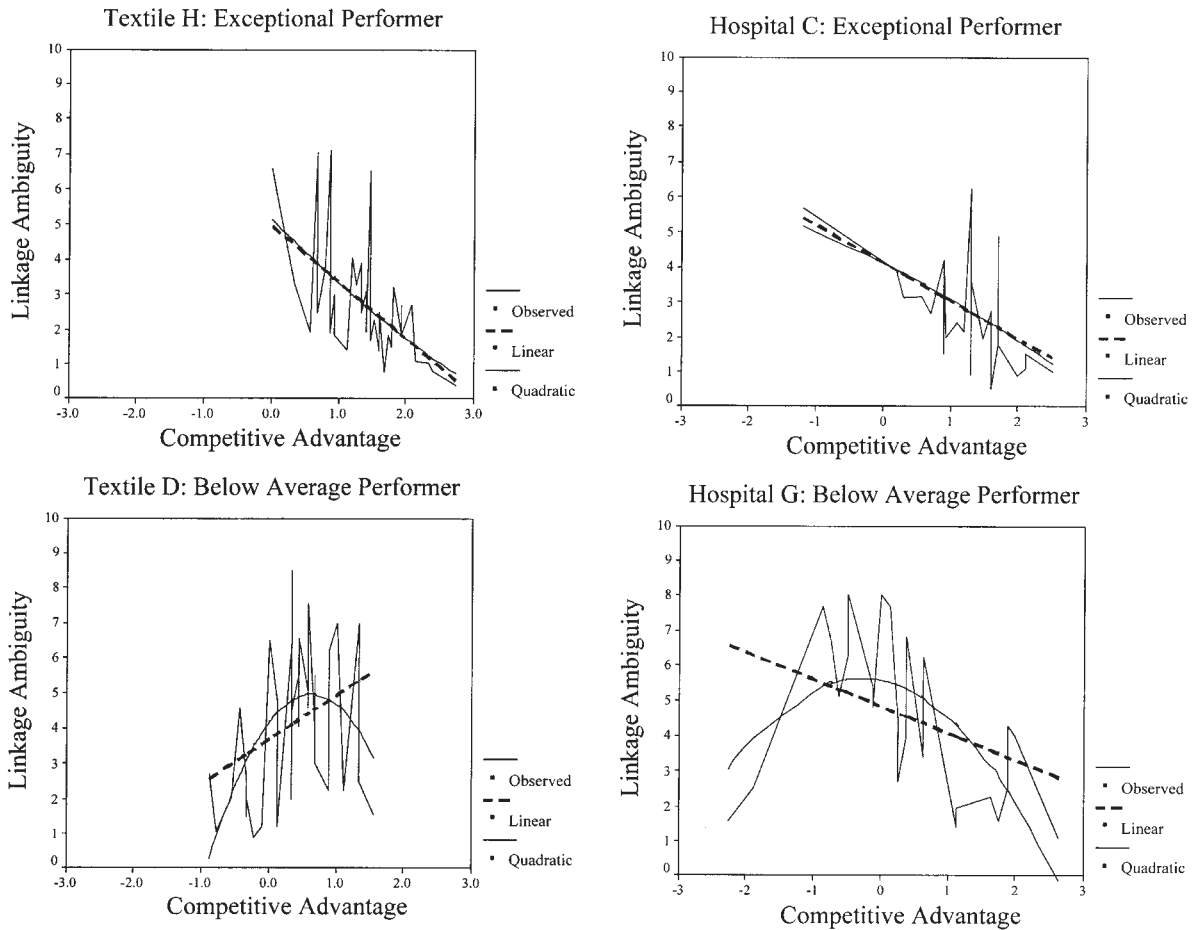 Textile H: Exceptional Performer
10
9
8
7
6
5
4
3
2
1
0
Linkage Ambiguity
-3.0 -2.0 -1.0 0.0 1.0 2.0 3.0
Competitive Advantage
Observed
Linear
Quadratic
Hospital C: Exceptional Performer
10
9
8
7
6
5
4
3
2
1
0
Linkage Ambiguity
-3 -2 -1 0 1 2 3
Competitive Advantage
Observed
Linear
Quadratic
Textile D: Below Average Performer
10
9
8
7
6
5
4
3
2
1
0
Linkage Ambiguity
-3.0 -2.0 -1.0 0.0 1.0 2.0 3.0
Competitive Advantage
Observed
Linear
Quadratic
Hospital G: Below Average Performer
10
9
8
7
6
5
4
3
2
1
0
Linkage Ambiguity
-3 -2 -1 0 1 2 3
Competitive Advantage
Observed
Linear
Quadratic